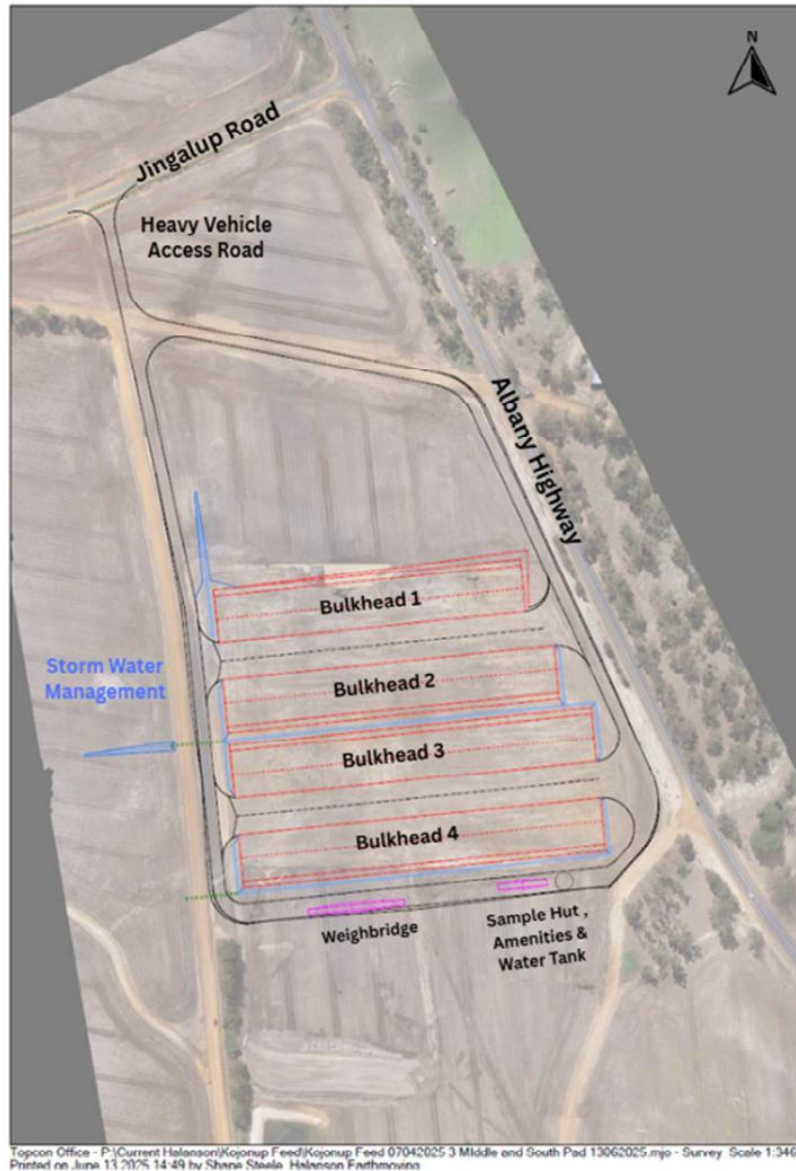 N
Jingalup Road
Heavy Vehicle
Access Road
Albany Highway
Bulkhead 1
Bulkhead 2
Storm Water
Management
Bulkhead 3
Bulkhead 4
Weighbridge
Sample Hut ,
Amenities &
Water Tank
Topcon Office - P:\Current Halanson\Kojonup Feed\Kojonup Feed 07042025 3 Middle and South Pad 13062025.mjo - Survey Scale 1:346
Printed on June 13 2025 14:49 by Shane Steele, Halanson Earthmoving